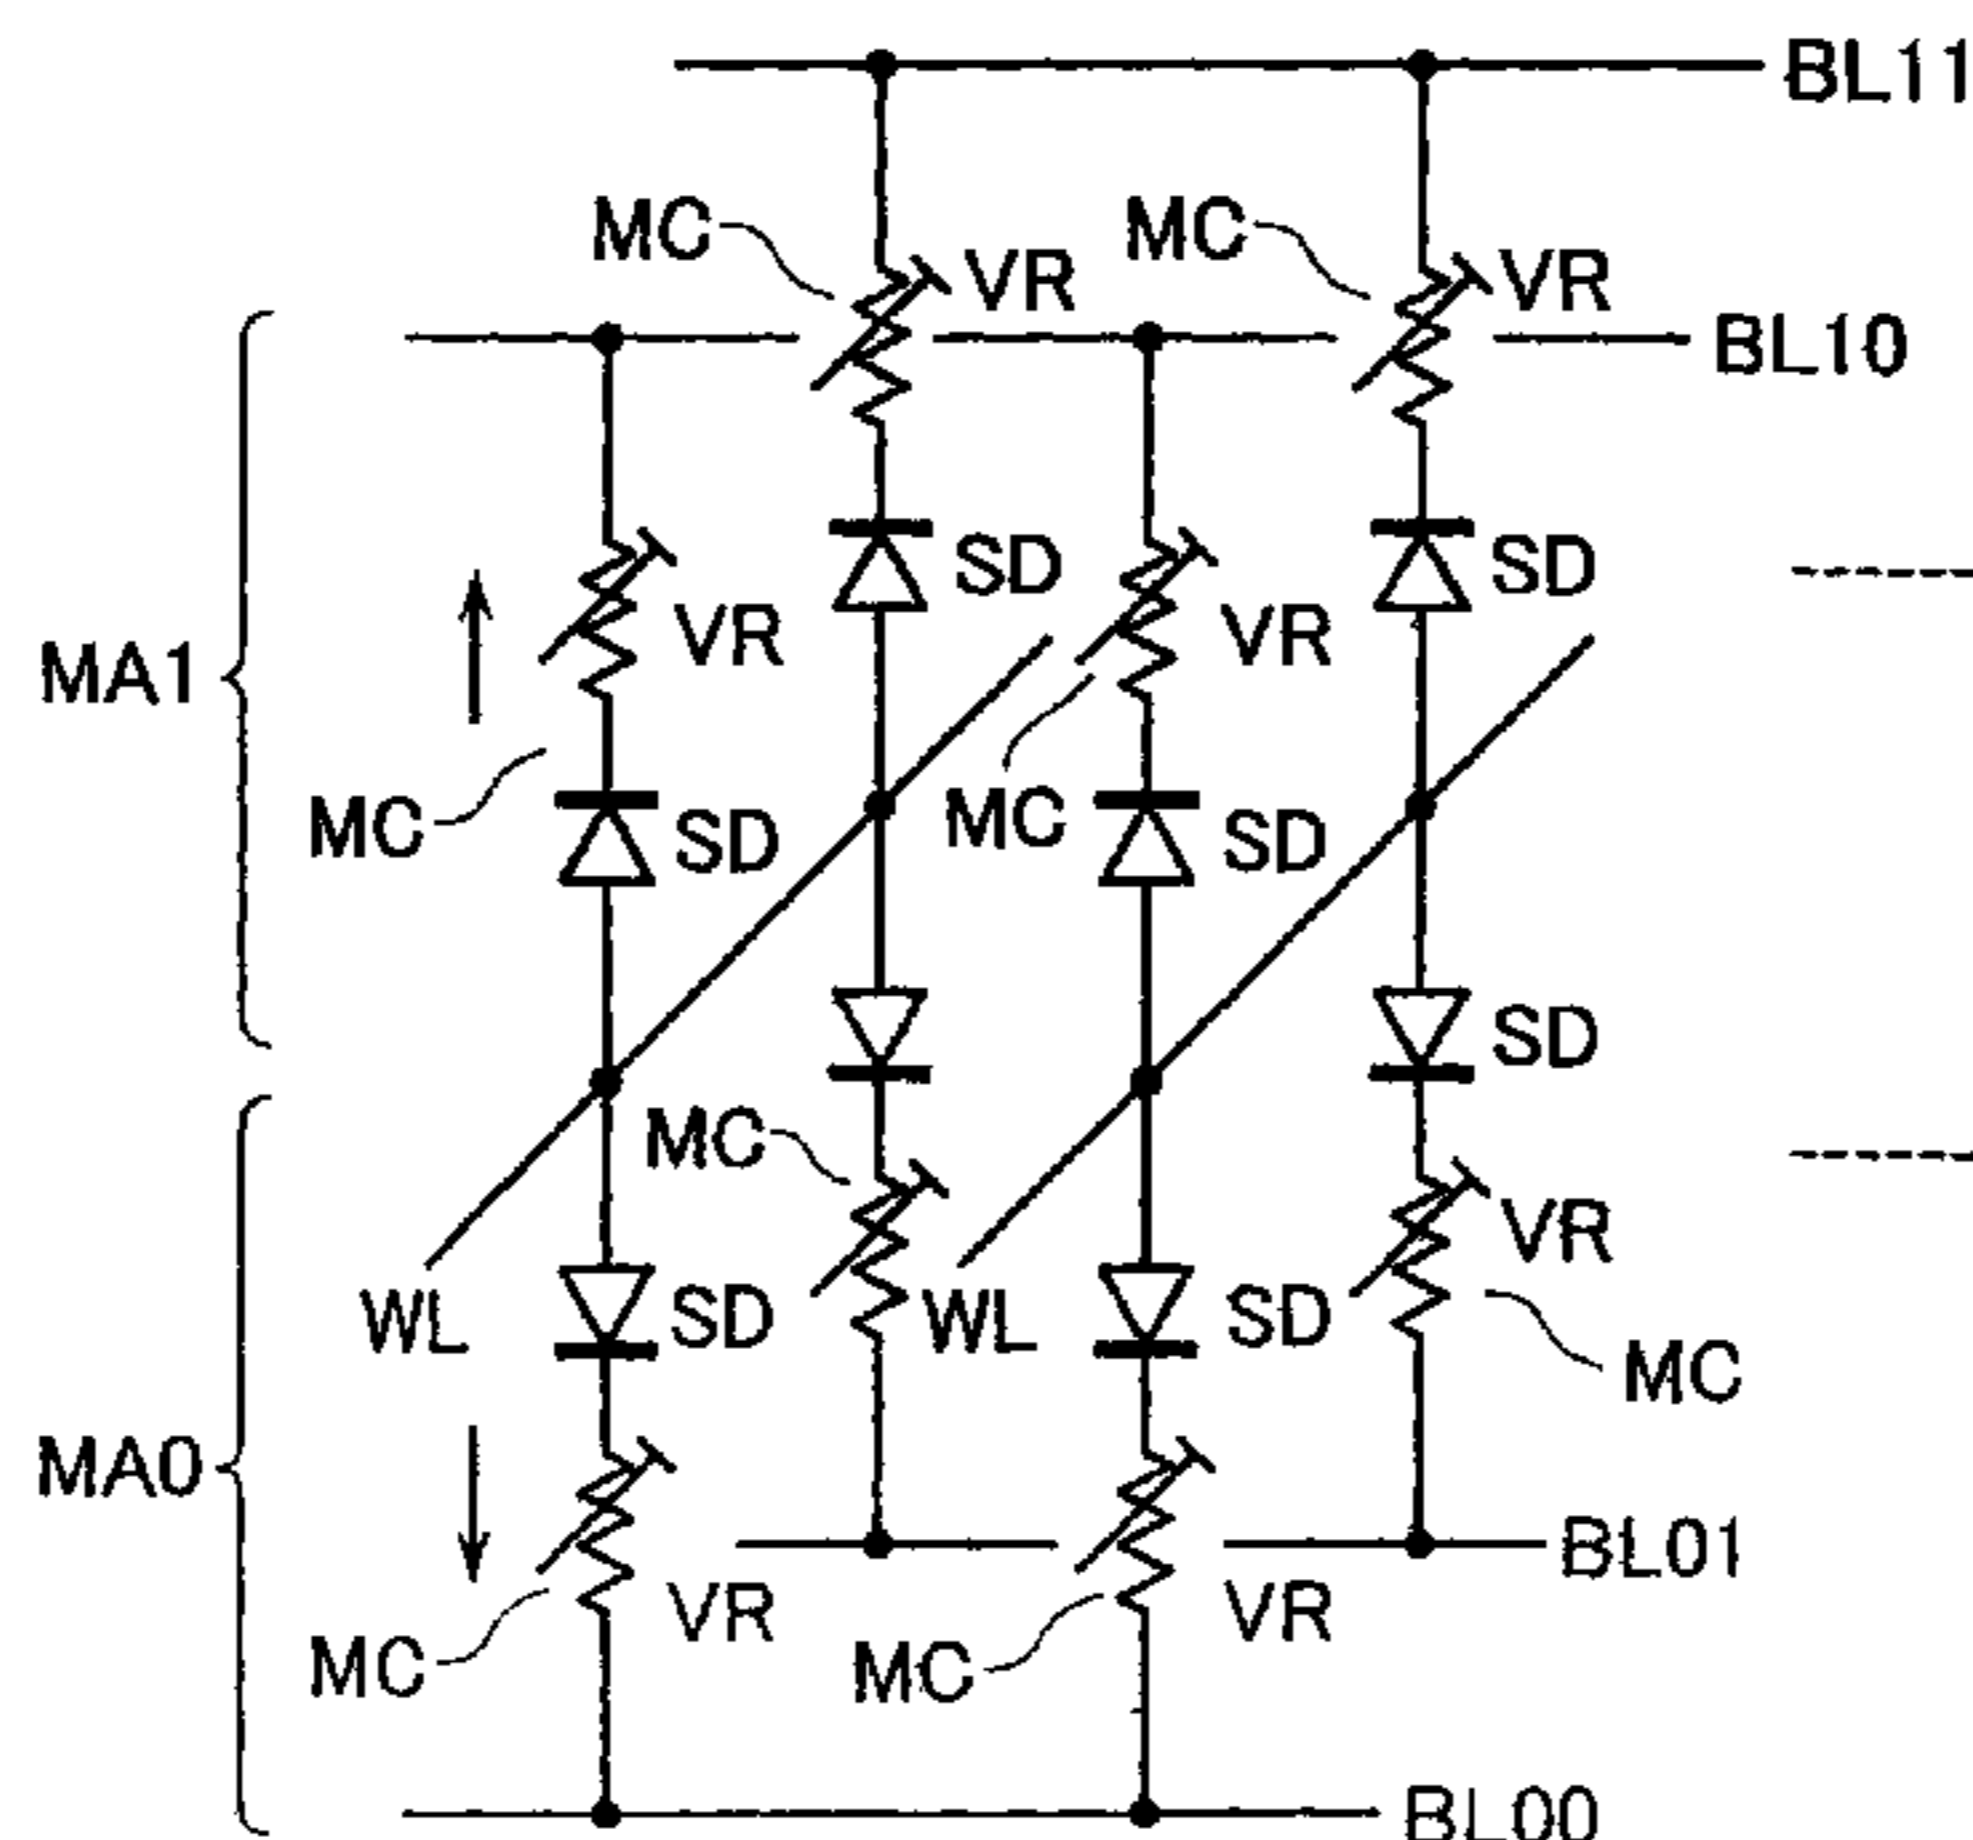 BL11
MC VR MC VR
BL10
SD SD
MA1 VR VR
MC SD MC SD
SD
MC
WL SD WL SD VR
MC
MA0
BL01
MC VR MC VR
BL00